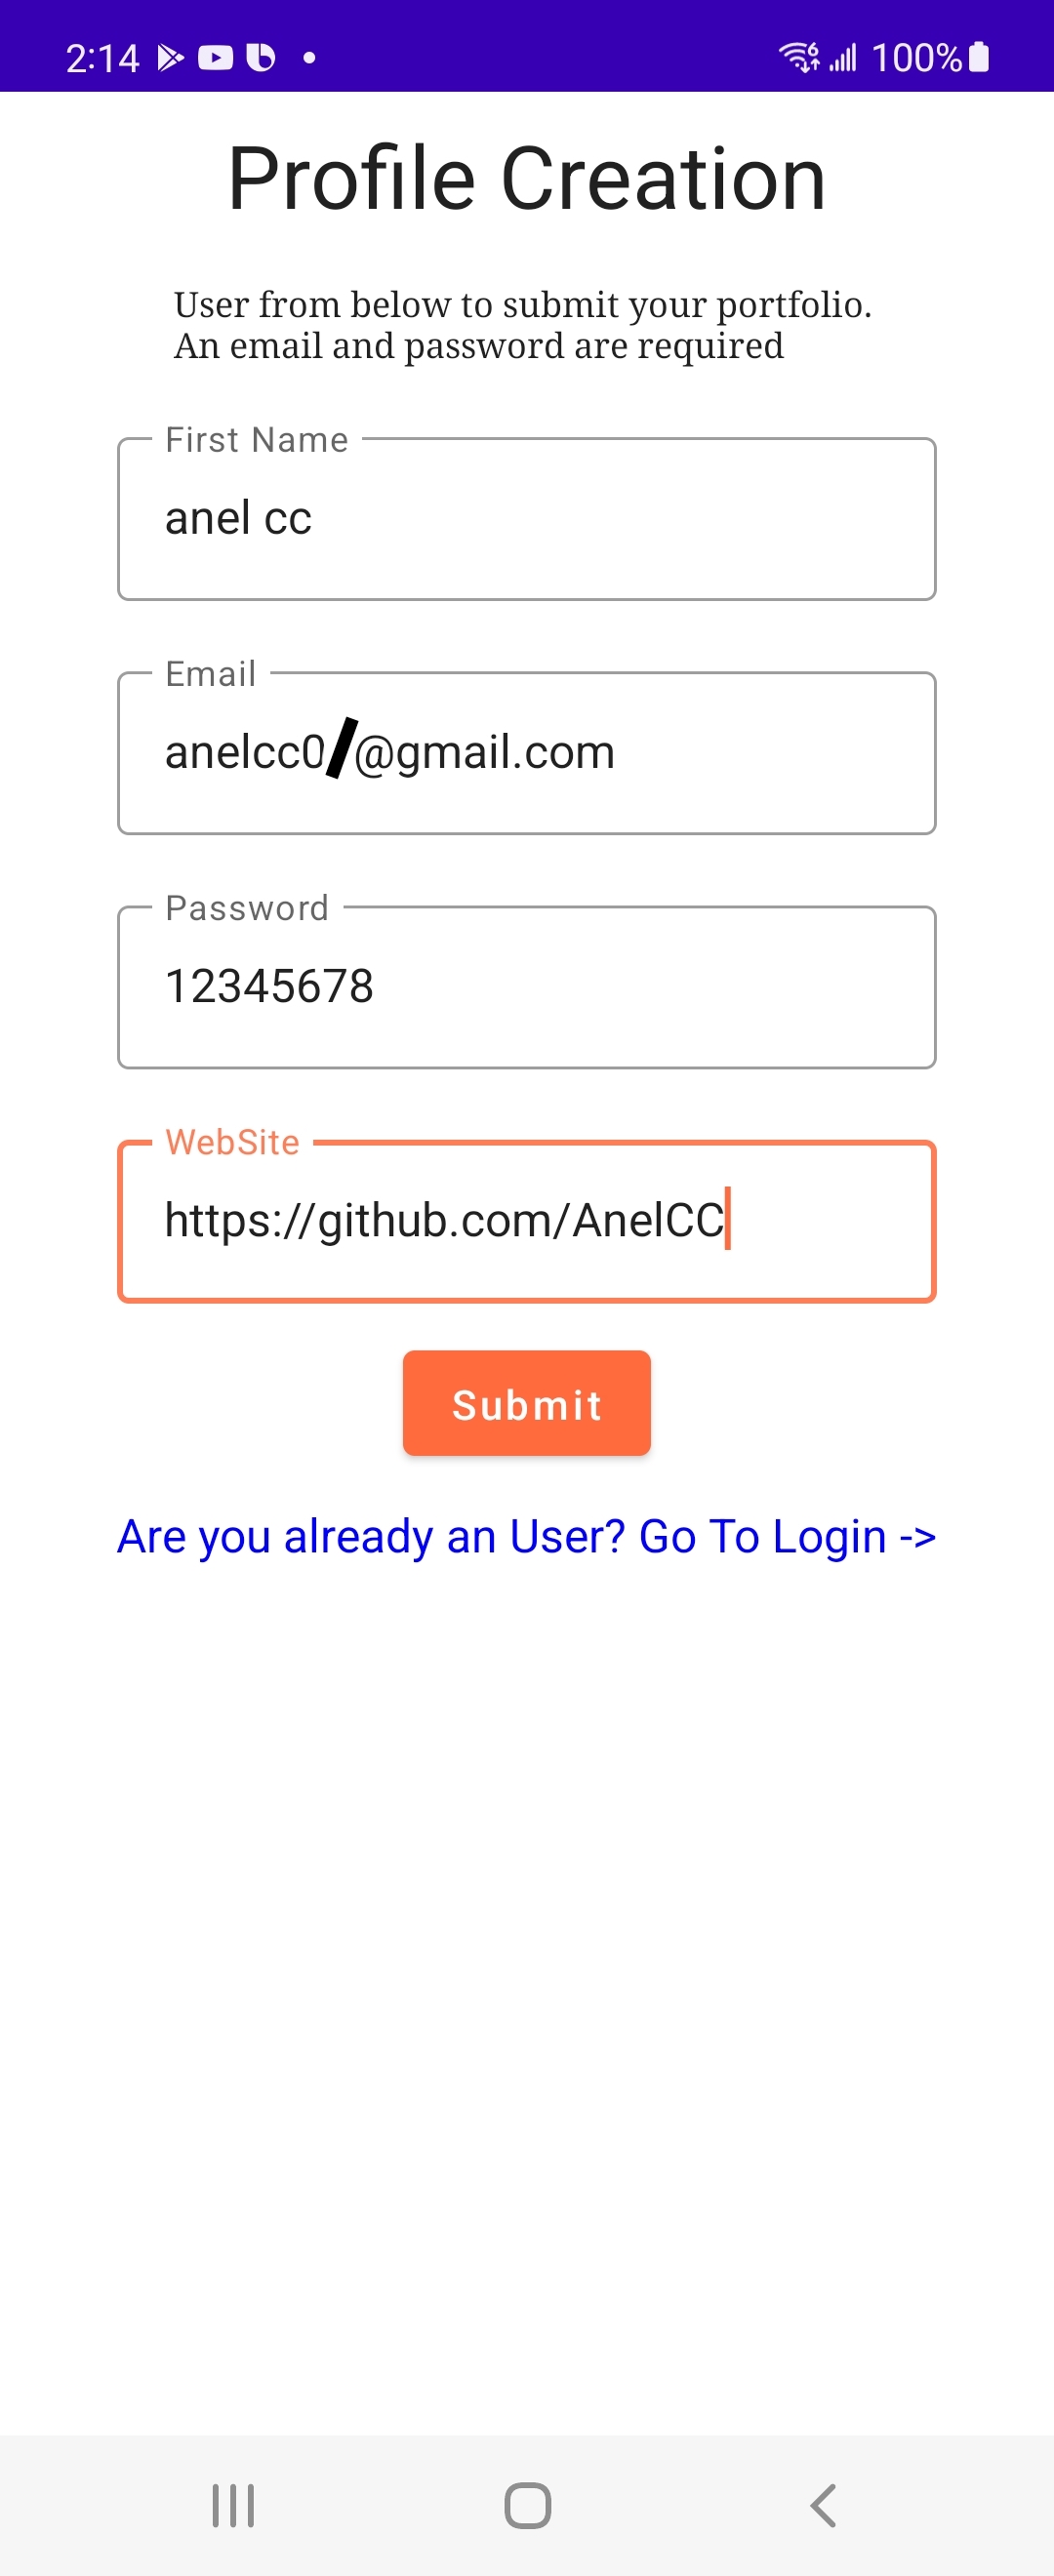 2:14 100%
Profile Creation
User from below to submit your portfolio.
An email and password are required
First Name
anel cc
Email
anelcc0 @gmail.com
Password
12345678
WebSite
https://github.com/AnelCC
Submit
Are you already an User? Go To Login ->